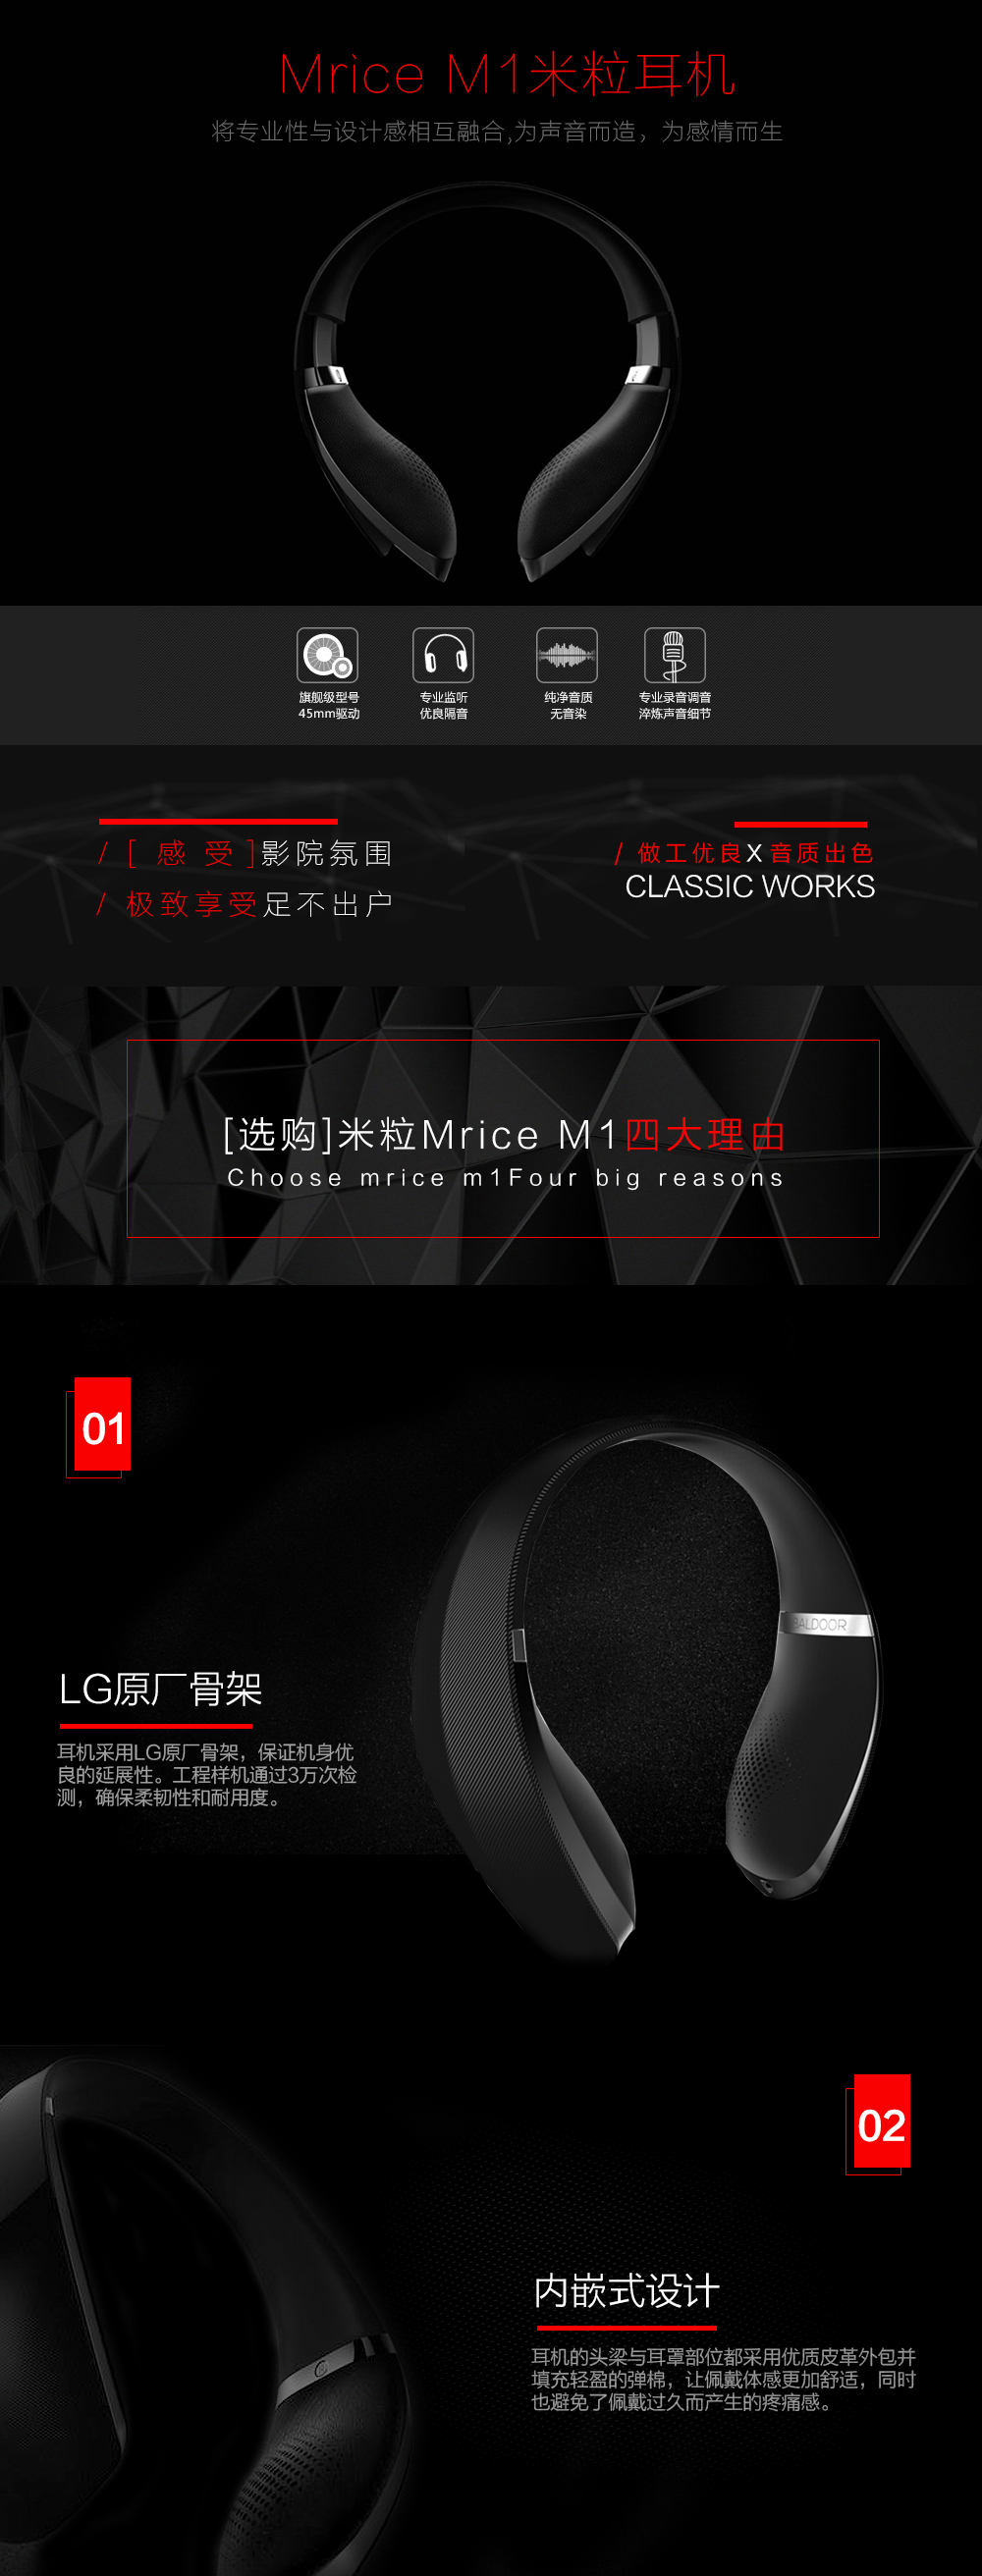 Mrice M1米粒耳机
将专业性与设计感相互融合,为声音而造，为感情而生
旗舰级型号
45mm驱动
专业监听
优良隔音
纯净音质
无音染
专业录音调音
淬炼声音细节
/ [ 感 受 ]影院氛围
/ 极致享受足不出户
/ 做工优良X音质出色
CLASSIC WORKS
[选购]米粒Mrice M1四大理由
Choose mrice m1Four big reasons
01
BALDOOR
LG原厂骨架
耳机采用LG原厂骨架，保证机身优
良的延展性。工程样机通过3万次检
测，确保柔韧性和耐用度。
02
内嵌式设计
耳机的头梁与耳罩部位都采用优质皮革外包并
填充轻盈的弹棉，让佩戴体感更加舒适，同时
也避免了佩戴过久而产生的疼痛感。